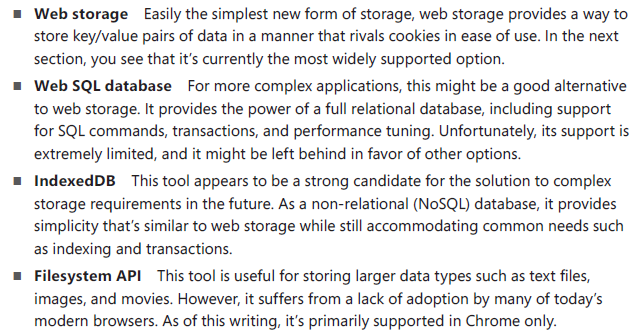 ■ Web storage Easily the simplest new form of storage, web storage provides a way to
store key/value pairs of data in a manner that rivals cookies in ease of use. In the next
section, you see that it's currently the most widely supported option.
■ Web SQL database For more complex applications, this might be a good alternative
to web storage. It provides the power of a full relational database, including support
for SQL commands, transactions, and performance tuning. Unfortunately, its support is
extremely limited, and it might be left behind in favor of other options.
■ IndexedDB This tool appears to be a strong candidate for the solution to complex
storage requirements in the future. As a non-relational (NoSQL) database, it provides
simplicity that's similar to web storage while still accommodating common needs such
as indexing and transactions.
■ Filesystem API This tool is useful for storing larger data types such as text files,
images, and movies. However, it suffers from a lack of adoption by many of today's
modern browsers. As of this writing, it's primarily supported in Chrome only.